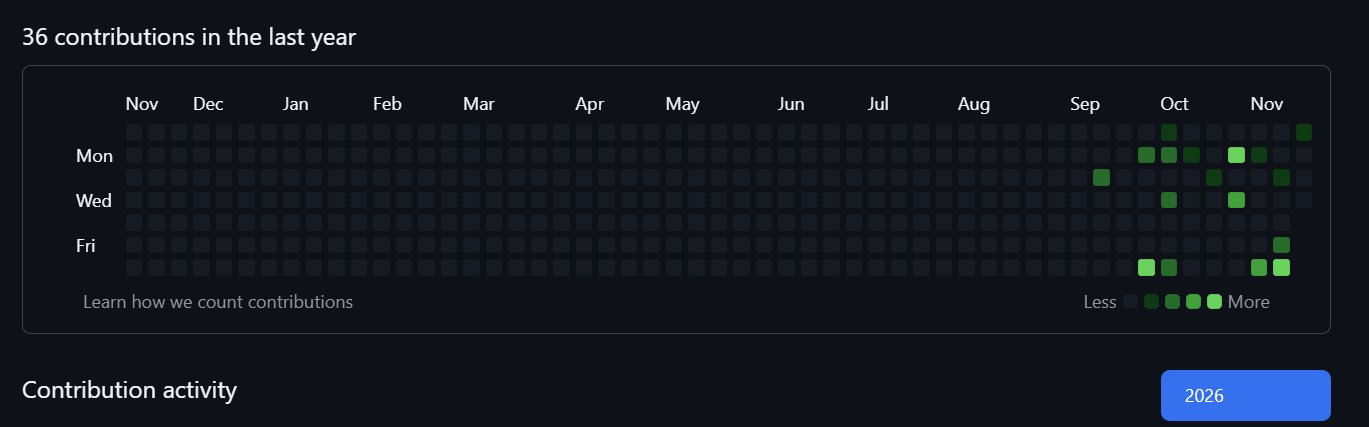 36 contributions in the last year
Nov Dec Jan Feb Mar Apr May Jun Jul Aug Sep Oct Nov
Mon
Wed
Fri
Learn how we count contributions Less More
Contribution activity 2026